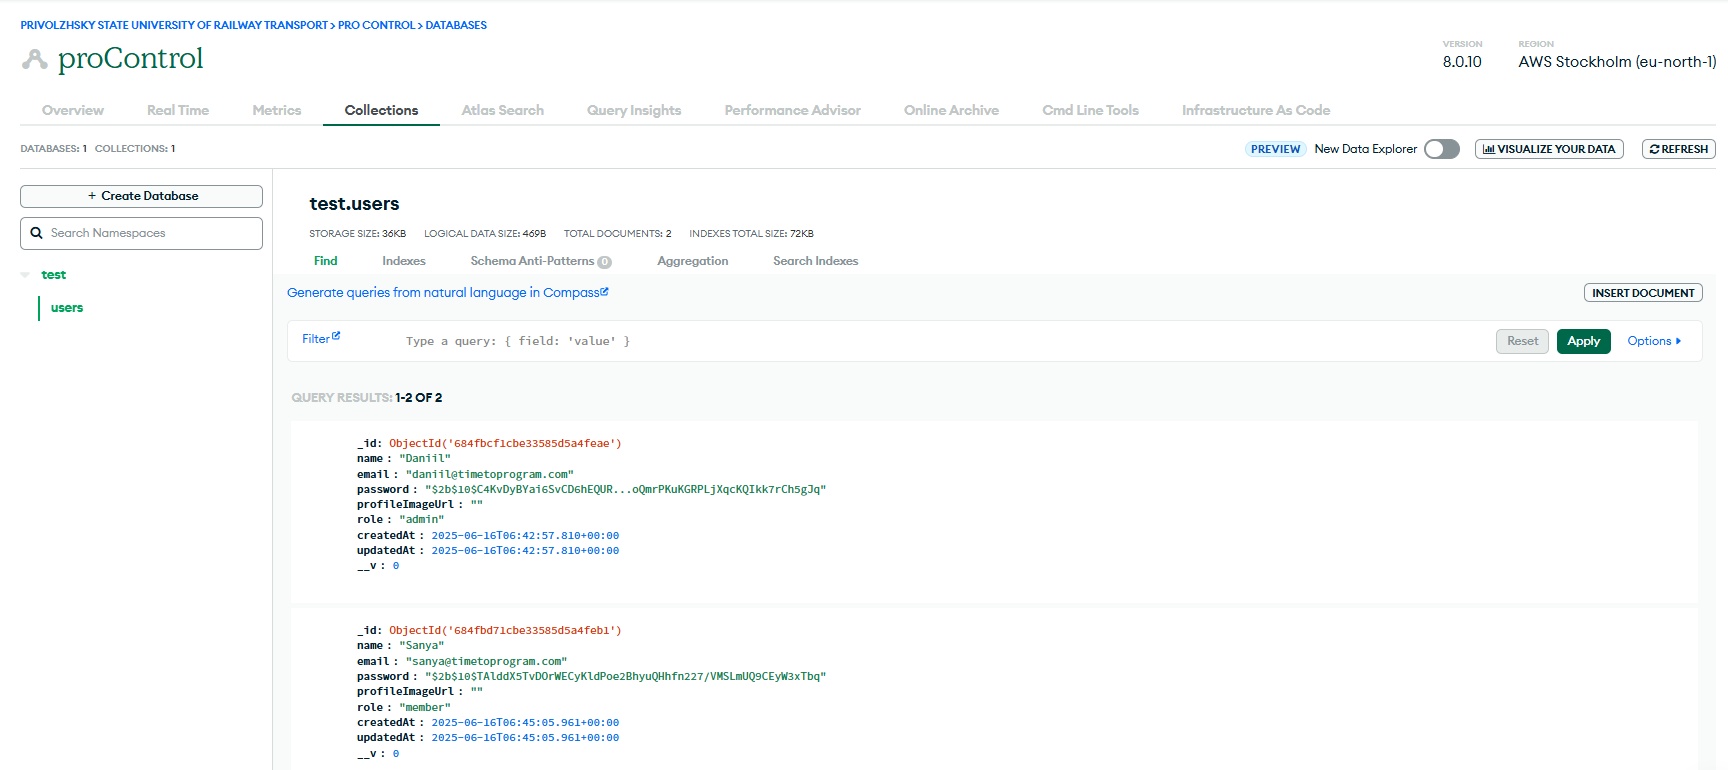 PRIVOLZHSKY STATE UNIVERSITY OF RAILWAY TRANSPORT > PRO CONTROL > DATABASES
proControl
VERSION
8.0.10
REGION
AWS Stockholm (eu-north-1)
Overview Real Time Metrics Collections Atlas Search Query Insights Performance Advisor Online Archive Cmd Line Tools Infrastructure As Code
DATABASES: 1 COLLECTIONS: 1
PREVIEW New Data Explorer VISUALIZE YOUR DATA REFRESH
+ Create Database
Search Namespaces
test
users
test.users
STORAGE SIZE: 36KB LOGICAL DATA SIZE: 469B TOTAL DOCUMENTS: 2 INDEXES TOTAL SIZE: 72KB
Find Indexes Schema Anti-Patterns 0 Aggregation Search Indexes
Generate queries from natural language in Compass
INSERT DOCUMENT
Filter Type a query: { field: 'value' } Reset Apply Options
QUERY RESULTS: 1-2 OF 2
_id: ObjectId('684fbcf1cbe33585d5a4feae')
name : "Daniil"
email : "daniil@timetoprogram.com"
password : "$2b$10$C4KvDyBYai6SvCD6hEQUR...oQmrPKuKGRPLjXqcKQIkk7rCh5gJq"
profileImageUrl : ""
role : "admin"
createdAt : 2025-06-16T06:42:57.810+00:00
updatedAt : 2025-06-16T06:42:57.810+00:00
__v : 0
_id: ObjectId('684fbd71cbe33585d5a4feb1')
name : "Sanya"
email : "sanya@timetoprogram.com"
password : "$2b$10$TAlddX5TvDOrWECyKldPoe2BhyuQHhfn227/VMSLmUQ9CEyW3xTbq"
profileImageUrl : ""
role : "member"
createdAt : 2025-06-16T06:45:05.961+00:00
updatedAt : 2025-06-16T06:45:05.961+00:00
__v : 0